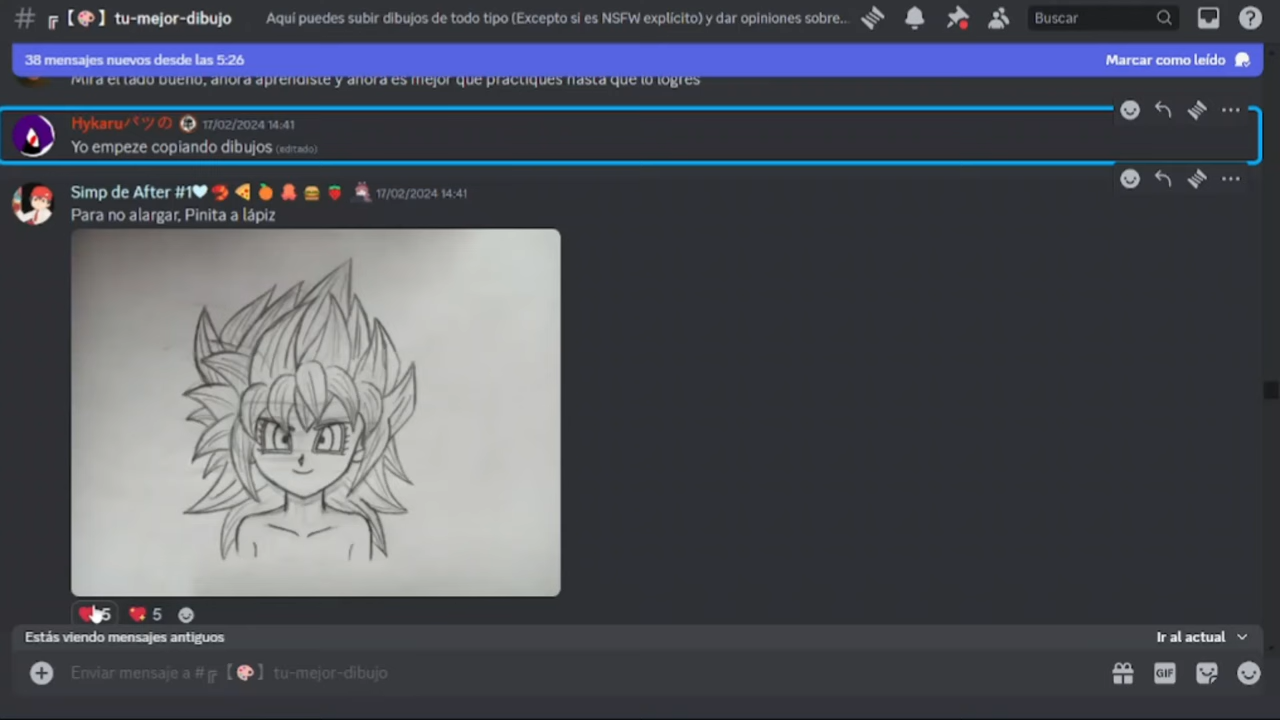 # ╔【🎨】tu-mejor-dibujo Aquí puedes subir dibujos de todo tipo (Excepto si es NSFW explícito) y dar opiniones sobre... Buscar
38 mensajes nuevos desde las 5:26 Marcar como leído
Mira el lado bueno, ahora aprendiste y ahora es mejor que practiques hasta que lo logres
Hykaruバツの 17/02/2024 14:41
Yo empeze copiando dibujos (editado)
Simp de After #1🤍🥊🍕🍊🐙🍔🍓 17/02/2024 14:41
Para no alargar, Pinita a lápiz
5 5
Estás viendo mensajes antiguos Ir al actual
Enviar mensaje a #╔【🎨】tu-mejor-dibujo GIF